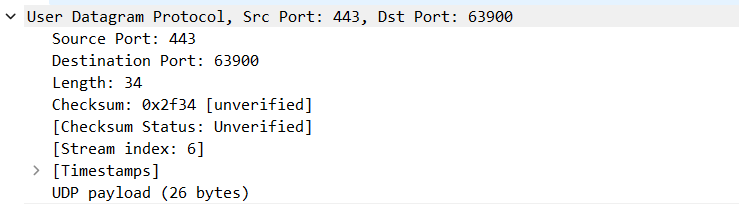 User Datagram Protocol, Src Port: 443, Dst Port: 63900
Source Port: 443
Destination Port: 63900
Length: 34
Checksum: 0x2f34 [unverified]
[Checksum Status: Unverified]
[Stream index: 6]
[Timestamps]
UDP payload (26 bytes)